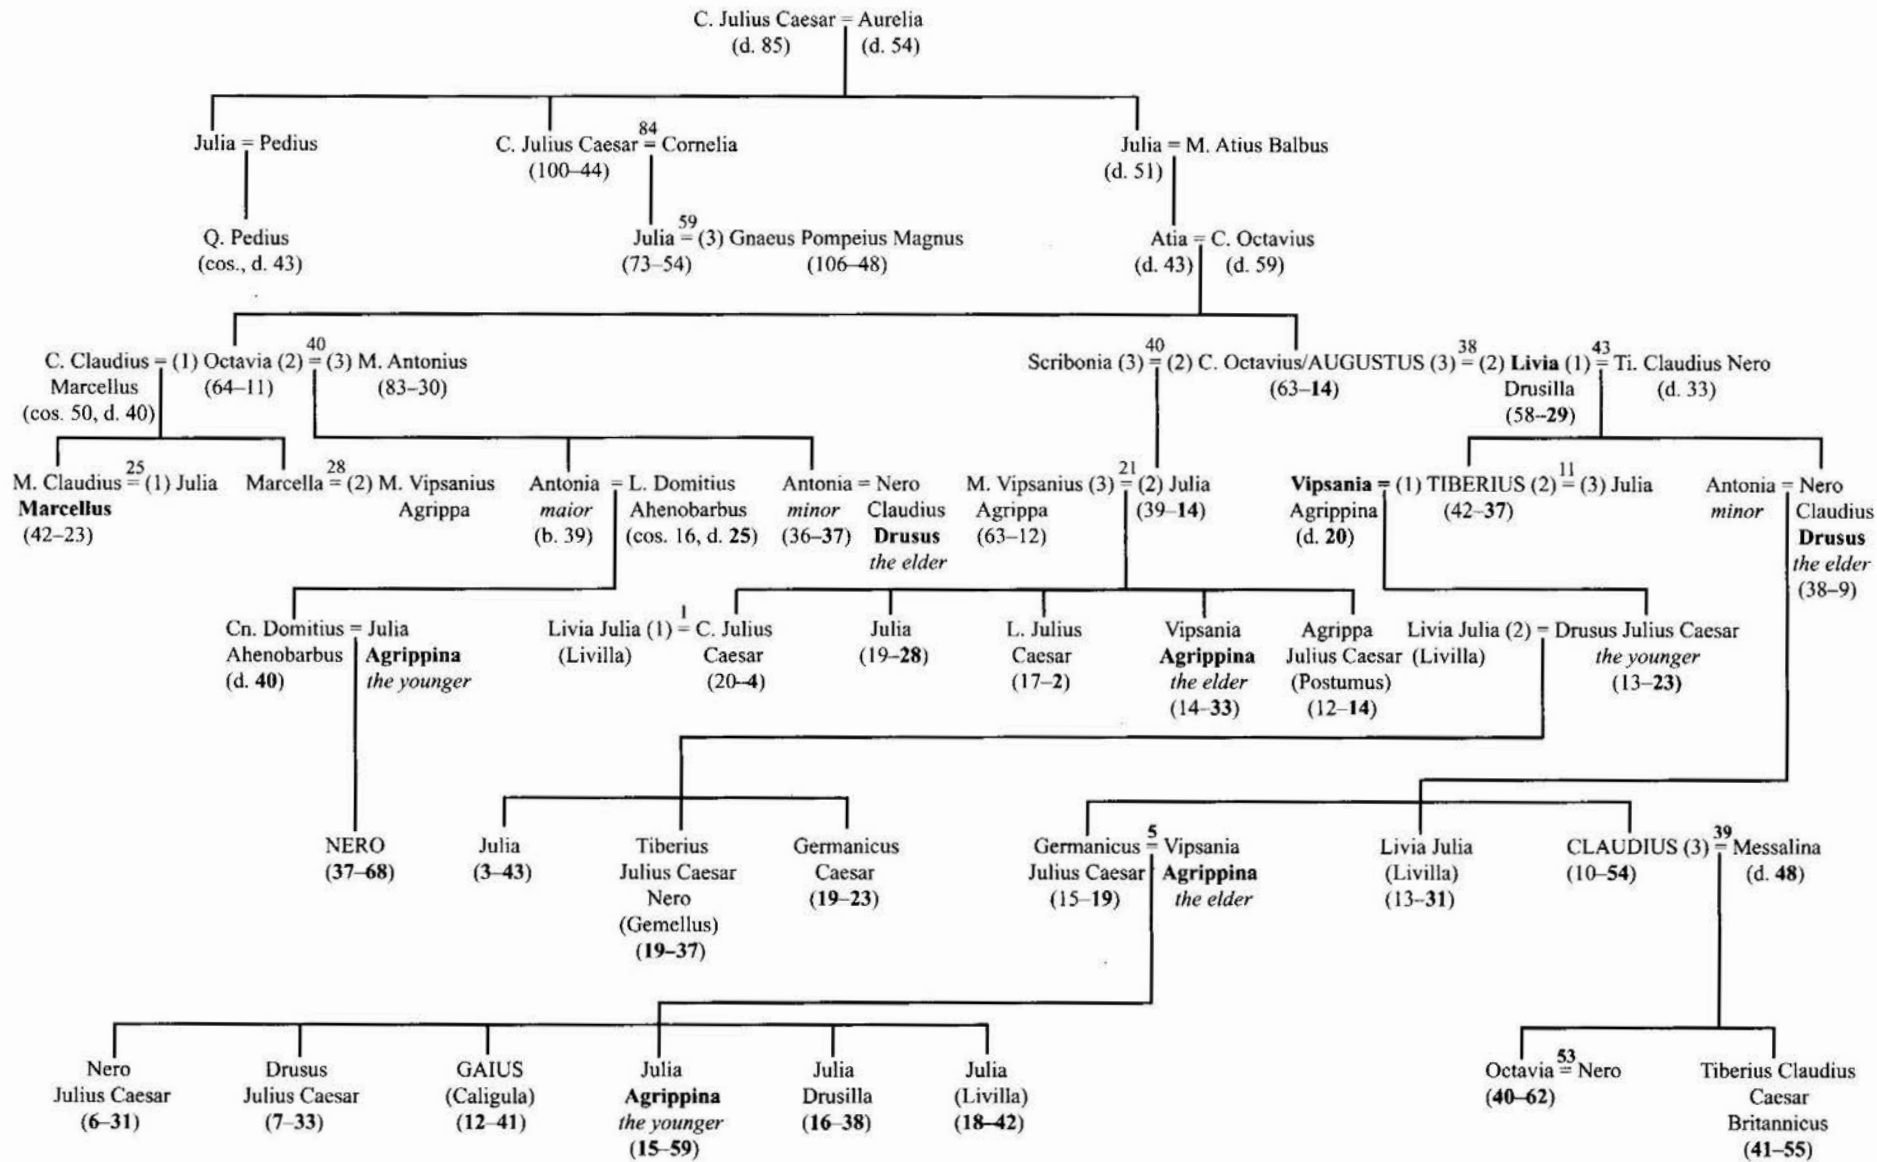 C. Julius Caesar = Aurelia
(d. 85) (d. 54)
84
Julia = Pedius C. Julius Caesar = Cornelia Julia = M. Atius Balbus
(100–44) (d. 51)
59
Q. Pedius Julia = (3) Gnaeus Pompeius Magnus Atia = C. Octavius
(cos., d. 43) (73–54) (106–48) (d. 43) (d. 59)
40 40 38 43
C. Claudius = (1) Octavia (2) = (3) M. Antonius Scribonia (3) = (2) C. Octavius/AUGUSTUS (3) = (2) Livia (1) = Ti. Claudius Nero
Marcellus (64–11) (83–30) (63–14) Drusilla (d. 33)
(cos. 50, d. 40) (58–29)
25 28 21 11
M. Claudius = (1) Julia Marcella = (2) M. Vipsanius Antonia = L. Domitius Antonia = Nero M. Vipsanius (3) = (2) Julia Vipsania = (1) TIBERIUS (2) = (3) Julia Antonia = Nero
Marcellus Agrippa maior Ahenobarbus minor Claudius Agrippa (39–14) Agrippina (42–37) minor Claudius
(42–23) (b. 39) (cos. 16, d. 25) (36–37) Drusus (63–12) (d. 20) Drusus
the elder the elder
(38–9)
1
Cn. Domitius = Julia Livia Julia (1) = C. Julius Julia L. Julius Vipsania Agrippa Livia Julia (2) = Drusus Julius Caesar
Ahenobarbus Agrippina (Livilla) Caesar (19–28) Caesar Agrippina Julius Caesar (Livilla) the younger
(d. 40) the younger (20–4) (17–2) the elder (Postumus) (13–23)
(14–33) (12–14)
5 39
NERO Julia Tiberius Germanicus Germanicus = Vipsania Livia Julia CLAUDIUS (3) = Messalina
(37–68) (3–43) Julius Caesar Caesar Julius Caesar Agrippina (Livilla) (10–54) (d. 48)
Nero (19–23) (15–19) the elder (13–31)
(Gemellus)
(19–37)
53
Nero Drusus GAIUS Julia Julia Julia Octavia = Nero Tiberius Claudius
Julius Caesar Julius Caesar (Caligula) Agrippina Drusilla (Livilla) (40–62) Caesar
(6–31) (7–33) (12–41) the younger (16–38) (18–42) Britannicus
(15–59) (41–55)